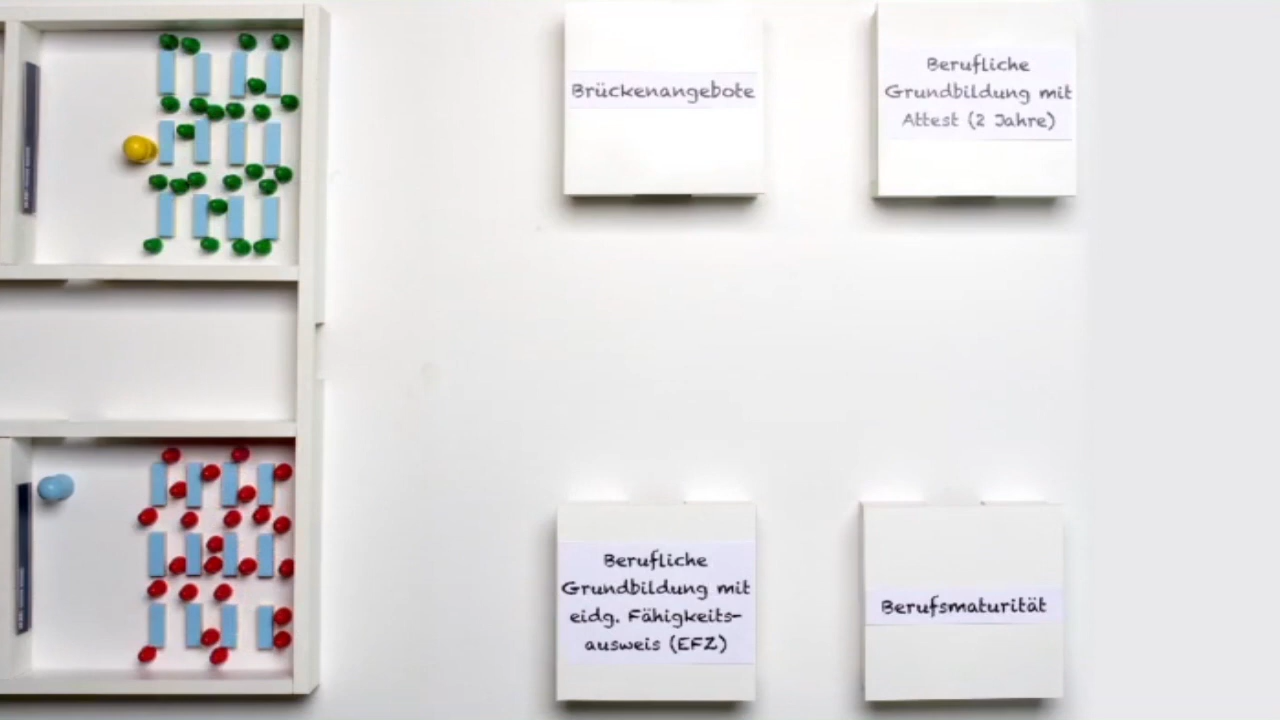 Brückenangebote
Berufliche
Grundbildung mit
Attest (2 Jahre)
Berufliche
Grundbildung mit
eidg. Fähigkeits-
ausweis (EFZ)
Berufsmaturität